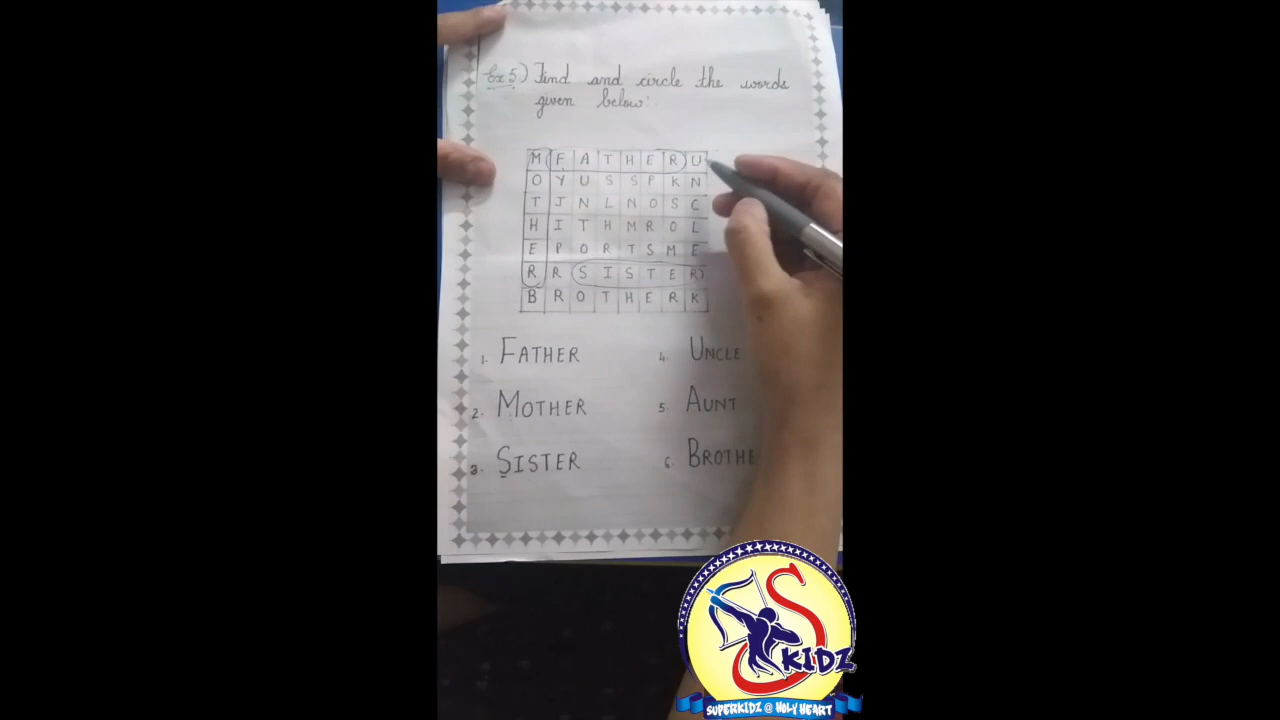 Ex 5) Find and circle the words
given below:
M F A T H E R U
O Y U S S P K N
T J N L N O S C
H I T H M R O L
E P O R T S M E
R R S I S T E R
B R O T H E R K
1. FATHER 4. UNCLE
2. MOTHER 5. AUNT
3. SISTER 6. BROTHE
S
KIDZ
SUPERKIDZ @ HOLY HEART